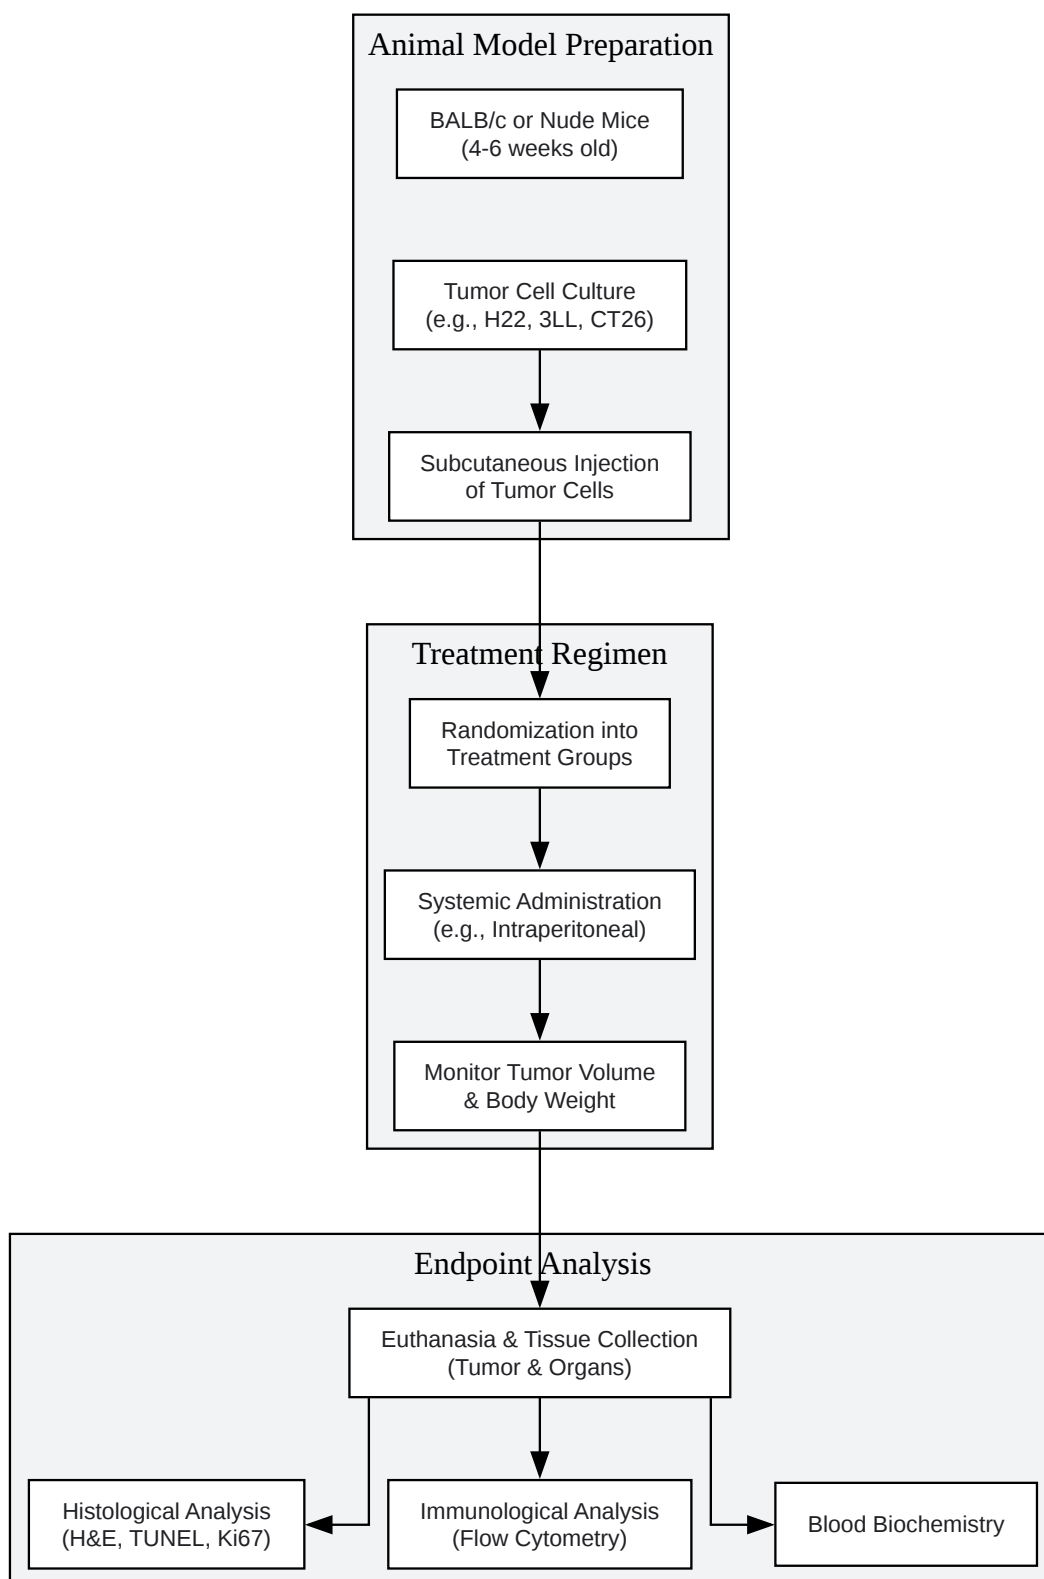 Animal Model Preparation
BALB/c or Nude Mice
(4-6 weeks old)
Tumor Cell Culture
(e.g., H22, 3LL, CT26)
Subcutaneous Injection
of Tumor Cells
Treatment Regimen
Randomization into
Treatment Groups
Systemic Administration
(e.g., Intraperitoneal)
Monitor Tumor Volume
& Body Weight
Endpoint Analysis
Euthanasia & Tissue Collection
(Tumor & Organs)
Histological Analysis
(H&E, TUNEL, Ki67)
Immunological Analysis
(Flow Cytometry)
Blood Biochemistry